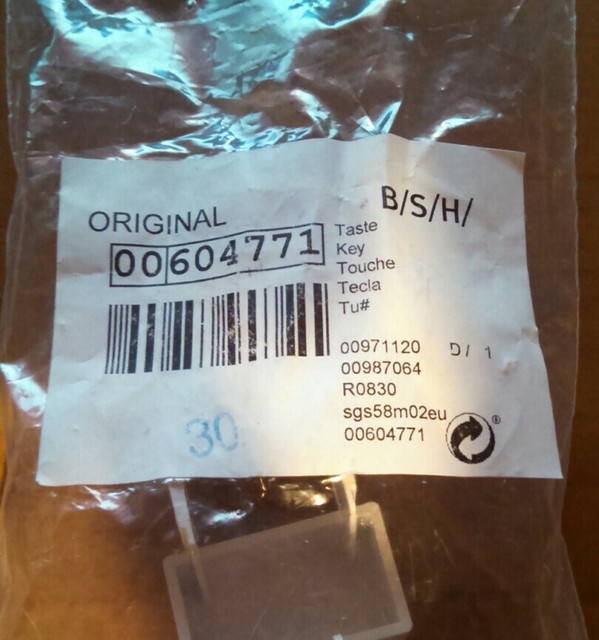 B/S/H/
ORIGINAL
00604771
Taste
Key
Touche
Tecla
Tu#
00971120 D/ 1
00987064
R0830
sgs58m02eu
00604771
®
30